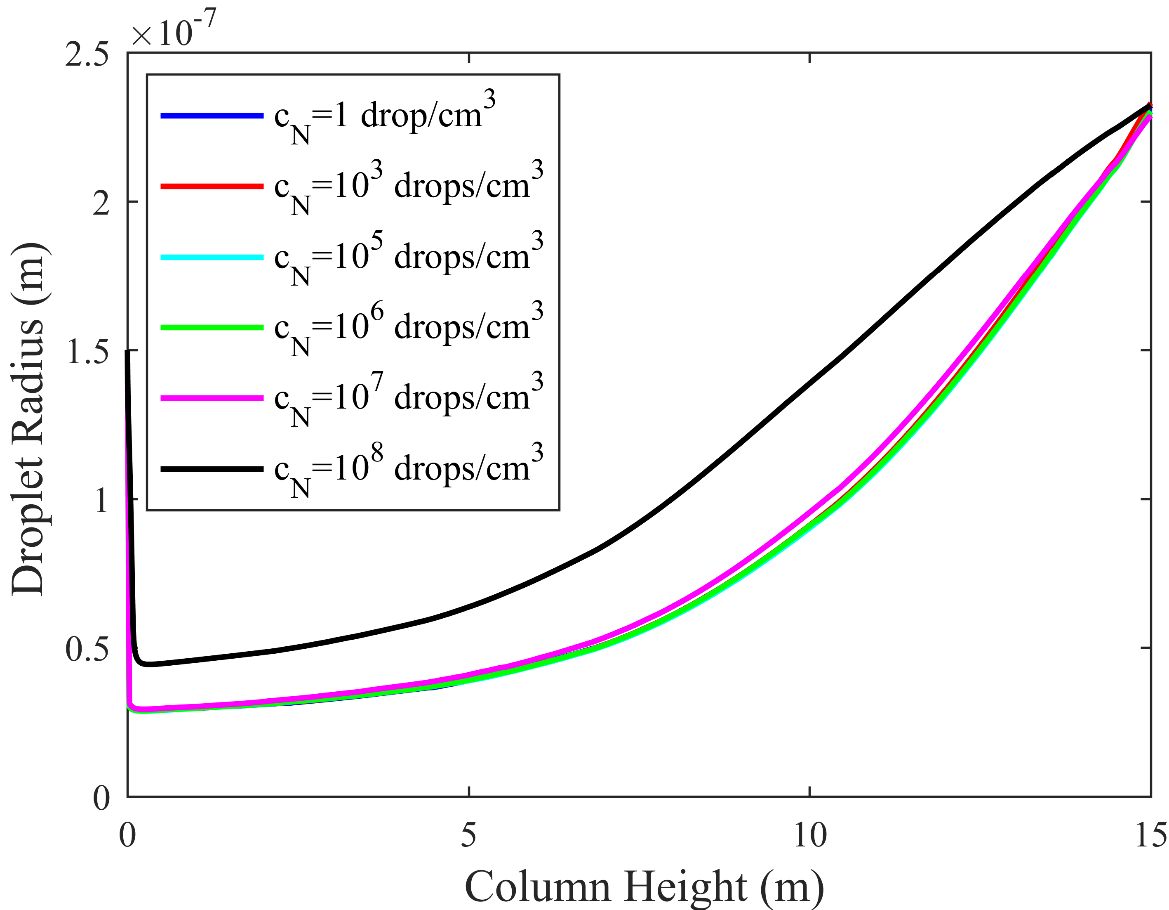 ×10⁻⁷
2.5
2
1.5
1
0.5
0
Droplet Radius (m)
c_N=1 drop/cm³
c_N=10³ drops/cm³
c_N=10⁵ drops/cm³
c_N=10⁶ drops/cm³
c_N=10⁷ drops/cm³
c_N=10⁸ drops/cm³
0 5 10 15
Column Height (m)